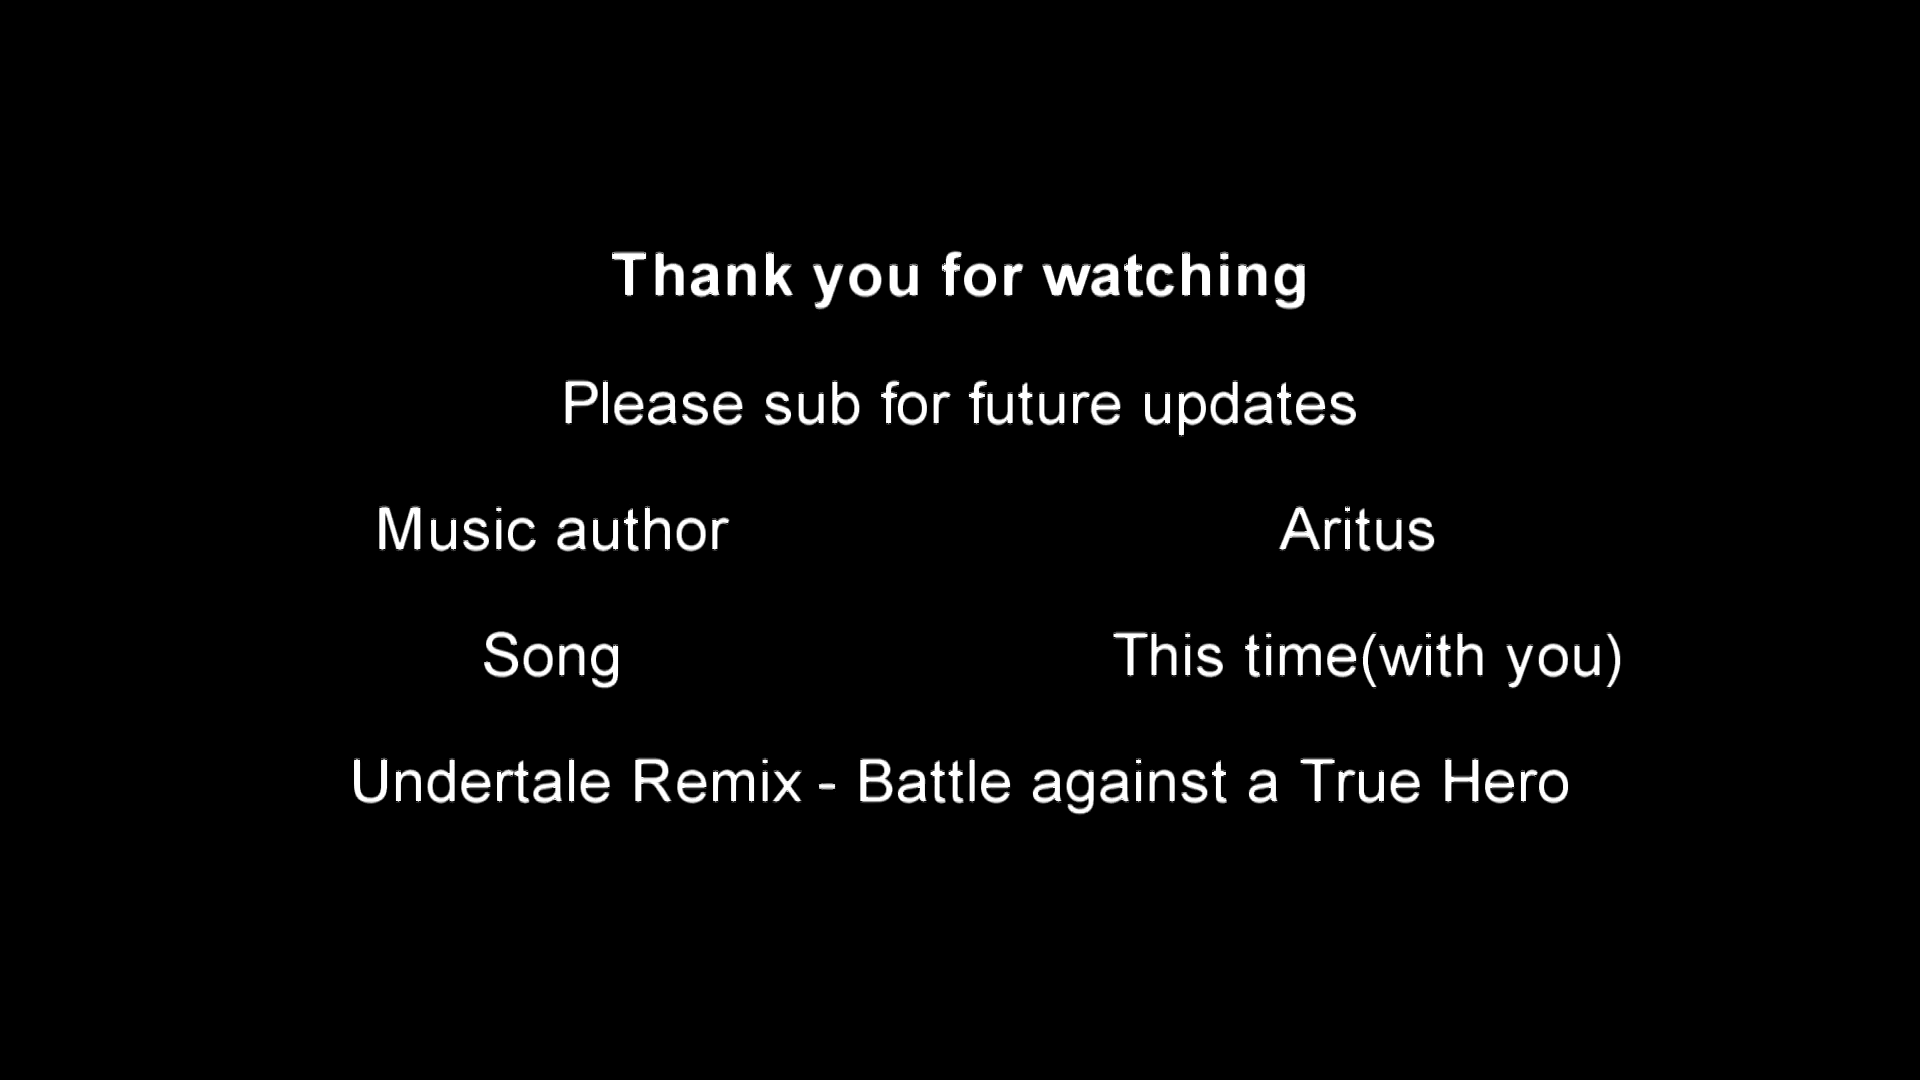 Thank you for watching
Please sub for future updates
Music author Aritus
Song This time(with you)
Undertale Remix - Battle against a True Hero